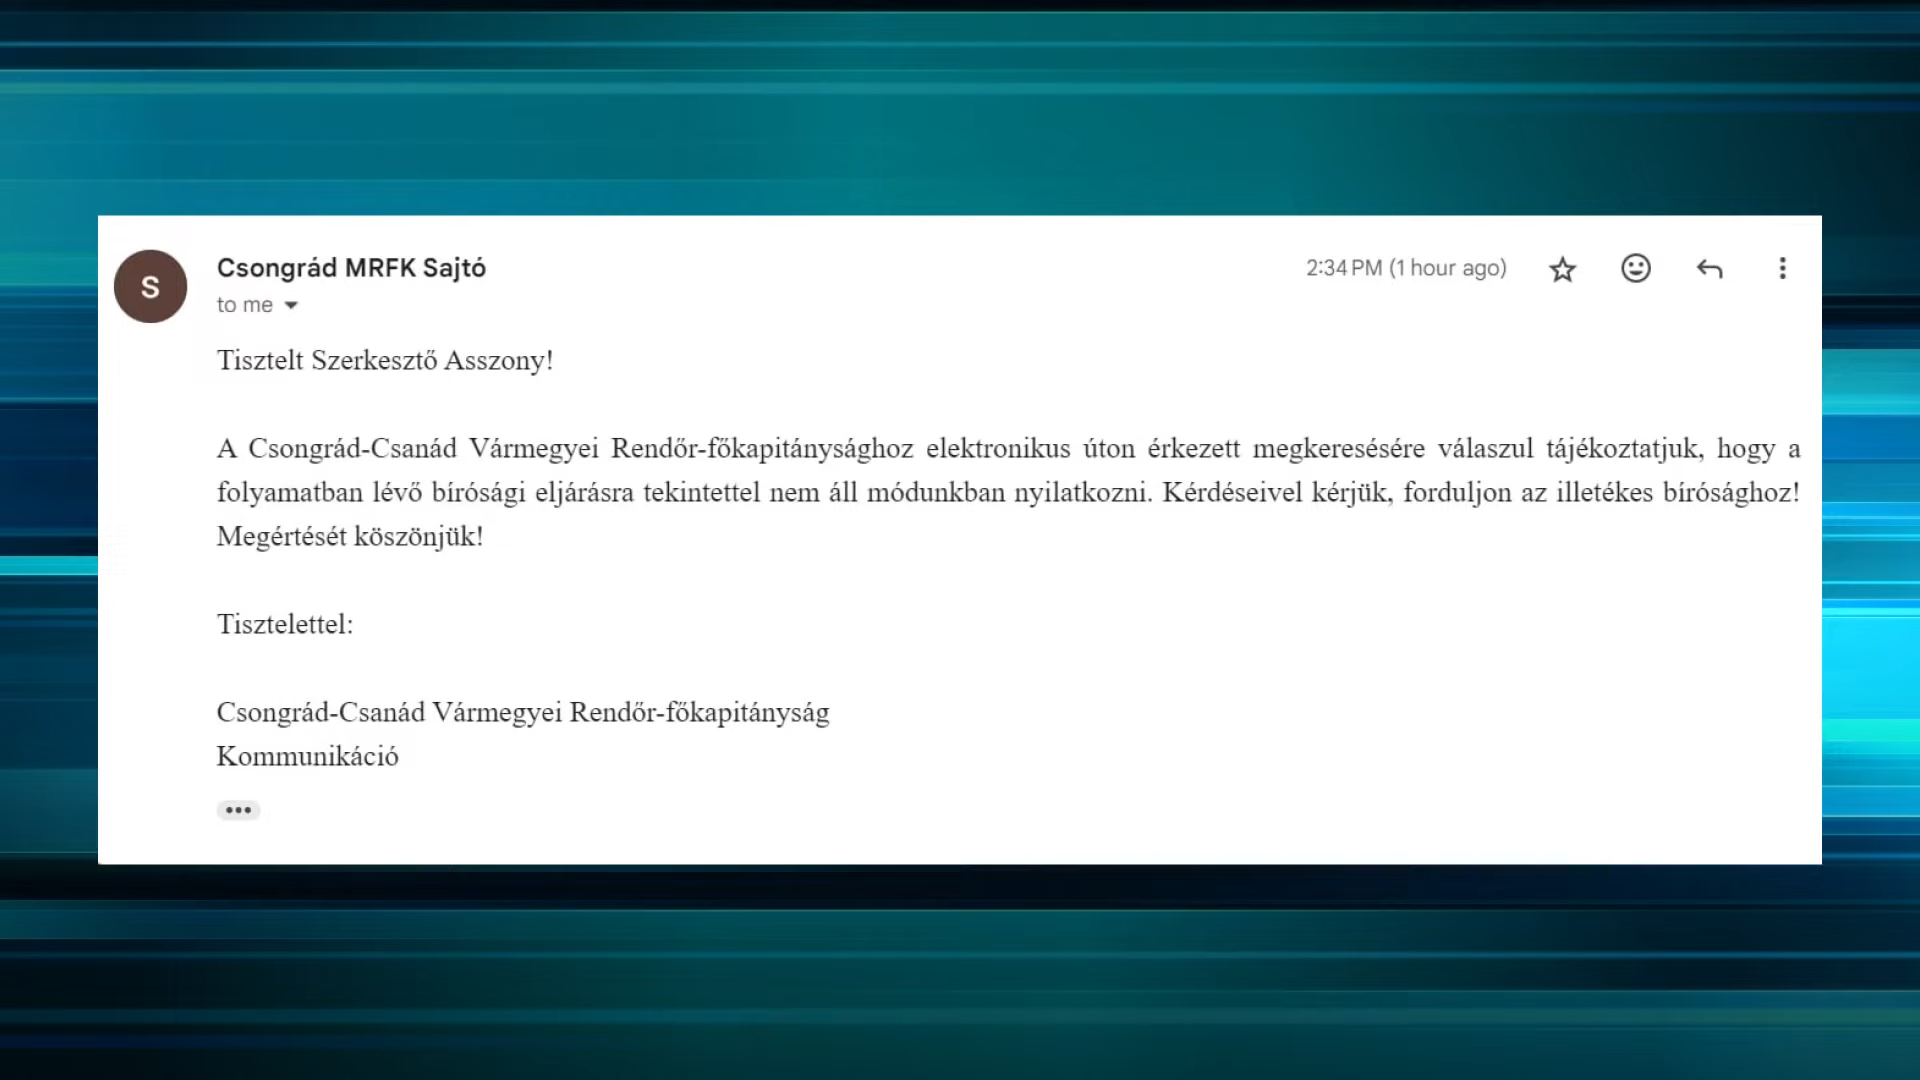 S
Csongrád MRFK Sajtó
2:34 PM (1 hour ago)
to me
Tisztelt Szerkesztő Asszony!
A Csongrád-Csanád Vármegyei Rendőr-főkapitánysághoz elektronikus úton érkezett megkeresésére válaszul tájékoztatjuk, hogy a
folyamatban lévő bírósági eljárásra tekintettel nem áll módunkban nyilatkozni. Kérdéseivel kérjük, forduljon az illetékes bírósághoz!
Megértését köszönjük!
Tisztelettel:
Csongrád-Csanád Vármegyei Rendőr-főkapitányság
Kommunikáció